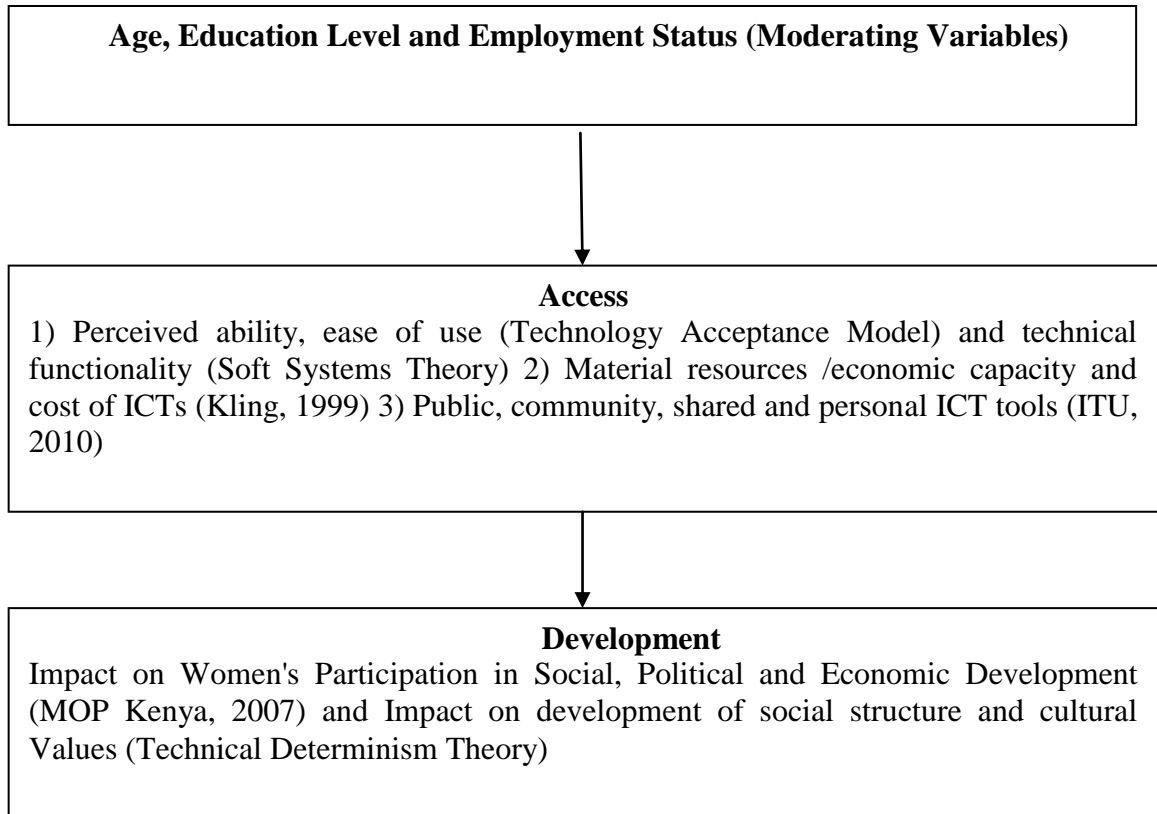 Age, Education Level and Employment Status (Moderating Variables)
Access
1) Perceived ability, ease of use (Technology Acceptance Model) and technical
functionality (Soft Systems Theory) 2) Material resources /economic capacity and
cost of ICTs (Kling, 1999) 3) Public, community, shared and personal ICT tools (ITU,
2010)
Development
Impact on Women's Participation in Social, Political and Economic Development
(MOP Kenya, 2007) and Impact on development of social structure and cultural
Values (Technical Determinism Theory)